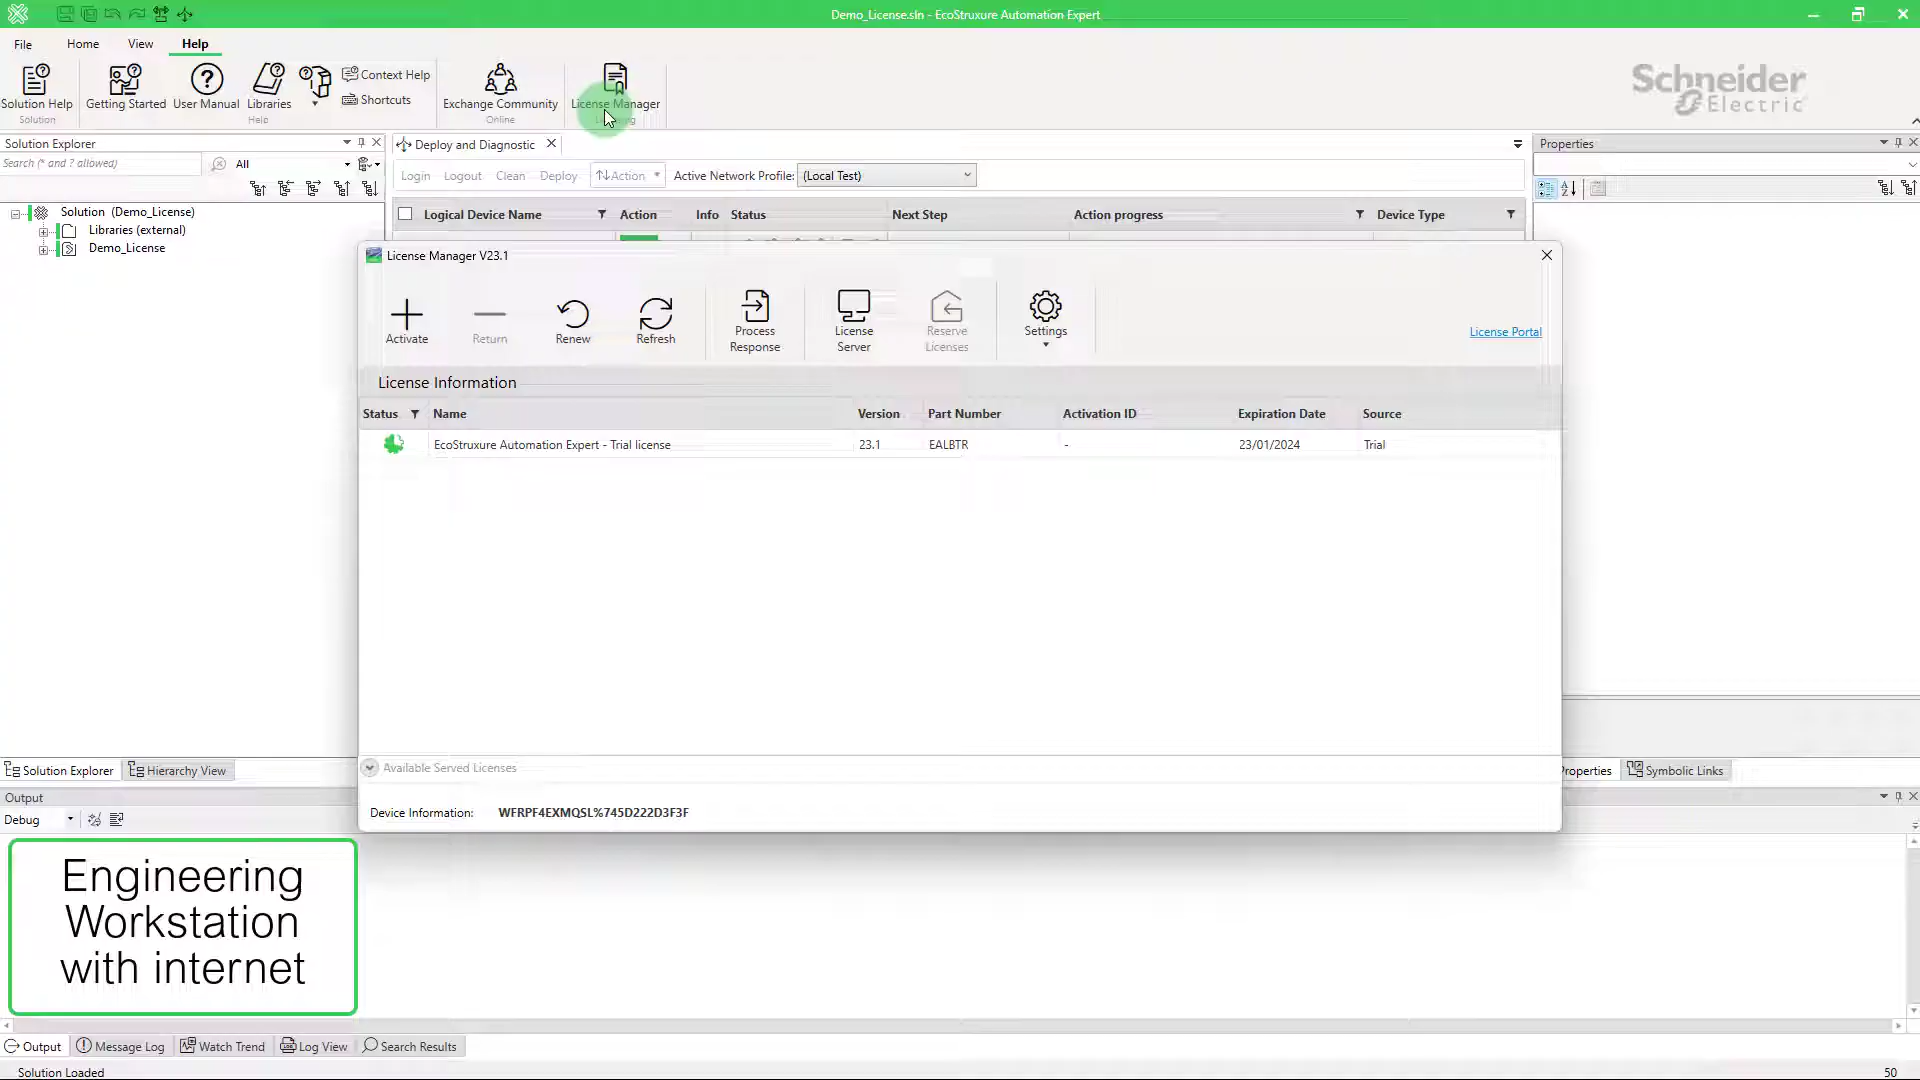 Demo_License.sln - EcoStruxure Automation Expert
File Home View Help
Solution Help
Solution
Getting Started
User Manual
Libraries
Help
Context Help
Shortcuts
Exchange Community
Online
License Manager
Schneider
Electric
Solution Explorer
Search (* and ? allowed)
All
Solution (Demo_License)
Libraries (external)
Demo_License
Deploy and Diagnostic
Login Logout Clean Deploy Action Active Network Profile: (Local Test)
Logical Device Name Action Info Status Next Step Action progress Device Type
Properties
License Manager V23.1
Activate
Return
Renew
Refresh
Process
Response
License
Server
Reserve
Licenses
Settings
License Portal
License Information
Status Name Version Part Number Activation ID Expiration Date Source
EcoStruxure Automation Expert - Trial license 23.1 EALBTR - 23/01/2024 Trial
Available Served Licenses
Device Information: WFRPF4EXMQSL%745D222D3F3F
Solution Explorer Hierarchy View
Properties Symbolic Links
Output
Debug
Engineering
Workstation
with internet
Output Message Log Watch Trend Log View Search Results
Solution Loaded
50